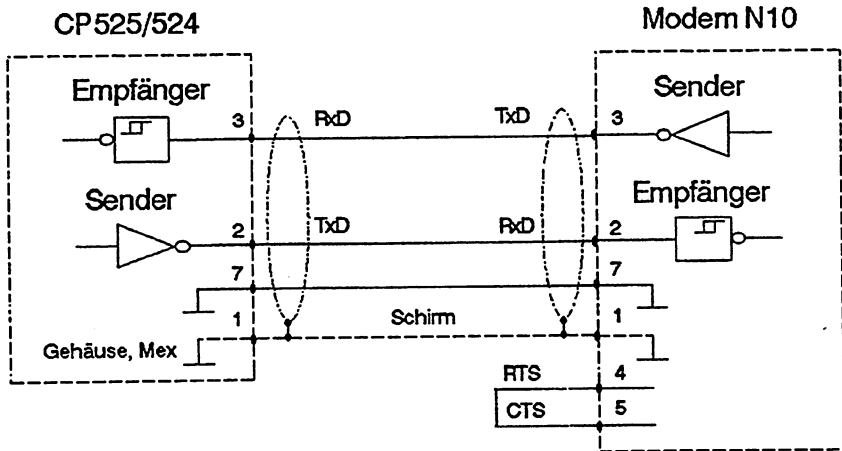 CP525/524
Modem N10
Empfänger
Sender
3 RxD TxD 3
Sender
Empfänger
2 TxD RxD 2
7 7
1 Schirm 1
Gehäuse, Mex
RTS 4
CTS 5